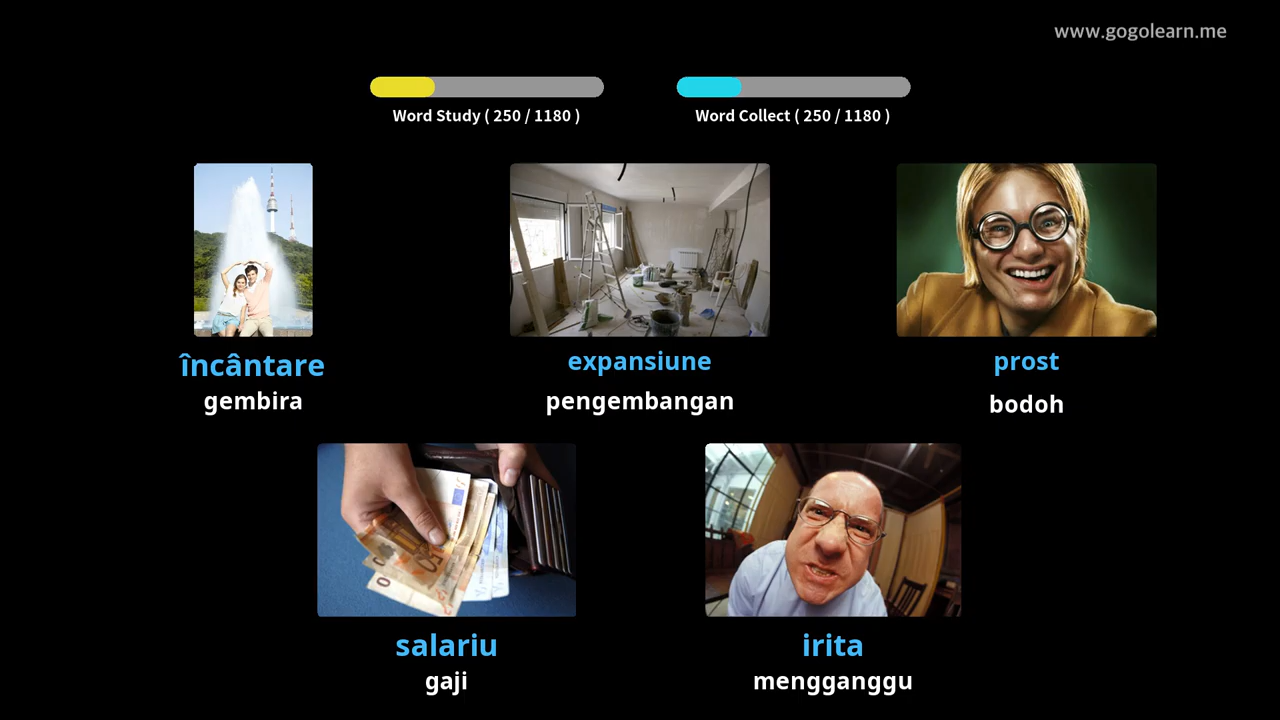 www.gogolearn.me
Word Study ( 250 / 1180 )
Word Collect ( 250 / 1180 )
încântare
gembira
expansiune
pengembangan
prost
bodoh
salariu
gaji
irita
mengganggu